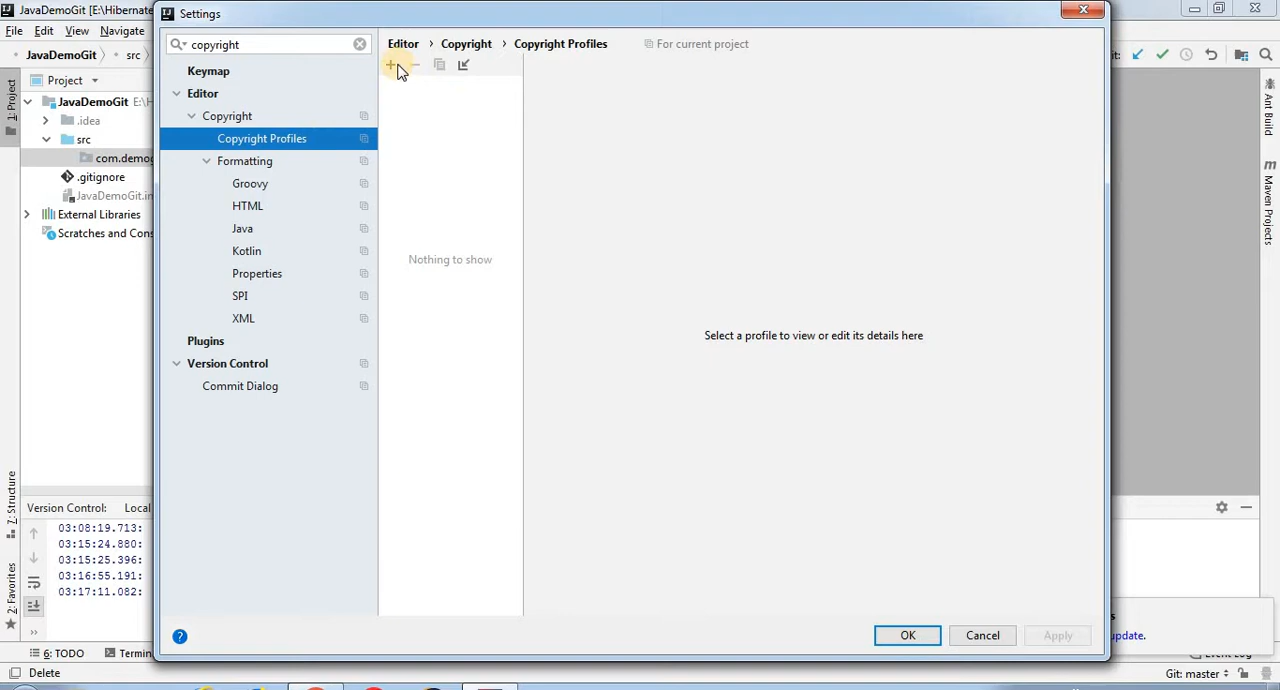 JavaDemoGit [E:\Hibernate
Settings
File Edit View Navigate
copyright
Editor › Copyright › Copyright Profiles For current project
JavaDemoGit src
Keymap
Project
Editor
JavaDemoGit E:\H
Copyright
.idea
Copyright Profiles
src
Formatting
com.demog
Groovy
.gitignore
JavaDemoGit.im
HTML
External Libraries
Java
Scratches and Cons
Kotlin
Properties
SPI
XML
Plugins
Version Control
Commit Dialog
Nothing to show
Select a profile to view or edit its details here
1: Project
Z: Structure
2: Favorites
Ant Build
Maven Projects
Version Control: Local
03:08:19.713:
03:15:24.880:
03:15:25.396:
03:16:55.191:
03:17:11.082:
OK Cancel Apply
update.
6: TODO Termin
Event Log
Delete
Git: master